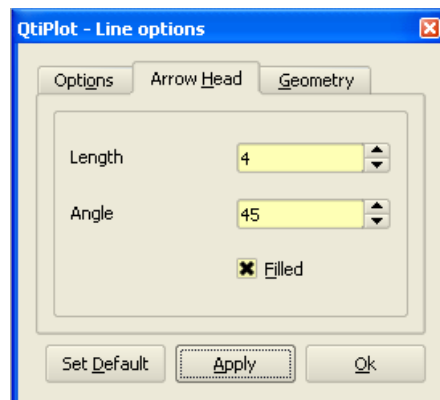 QtiPlot - Line options
Options Arrow Head Geometry
Length 4
Angle 45
Filled
Set Default Apply Ok